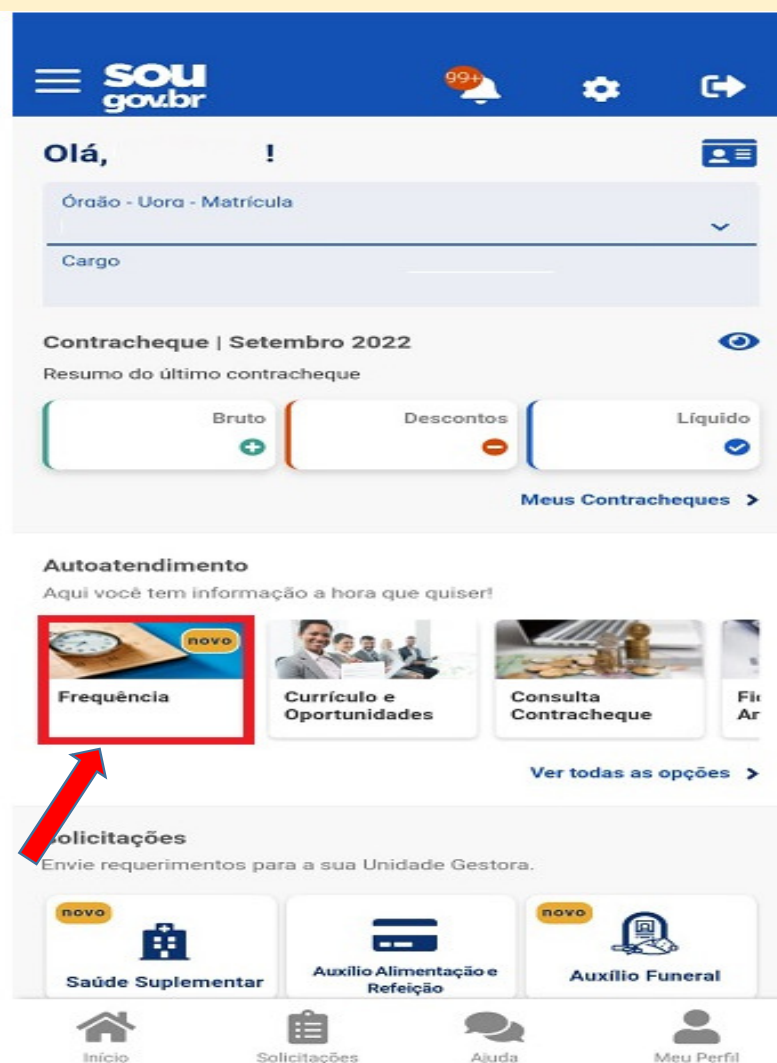 sou
gov.br
99+
Olá, !
Órgão - Uorg - Matrícula
Cargo
Contracheque | Setembro 2022
Resumo do último contracheque
Bruto
Descontos
Líquido
Meus Contracheques >
Autoatendimento
Aqui você tem informação a hora que quiser!
novo
Frequência
Currículo e
Oportunidades
Consulta
Contracheque
Ver todas as opções >
olicitações
Envie requerimentos para a sua Unidade Gestora.
novo
Saúde Suplementar
Auxílio Alimentação e
Refeição
novo
Auxílio Funeral
Início
Solicitações
Ajuda
Meu Perfil